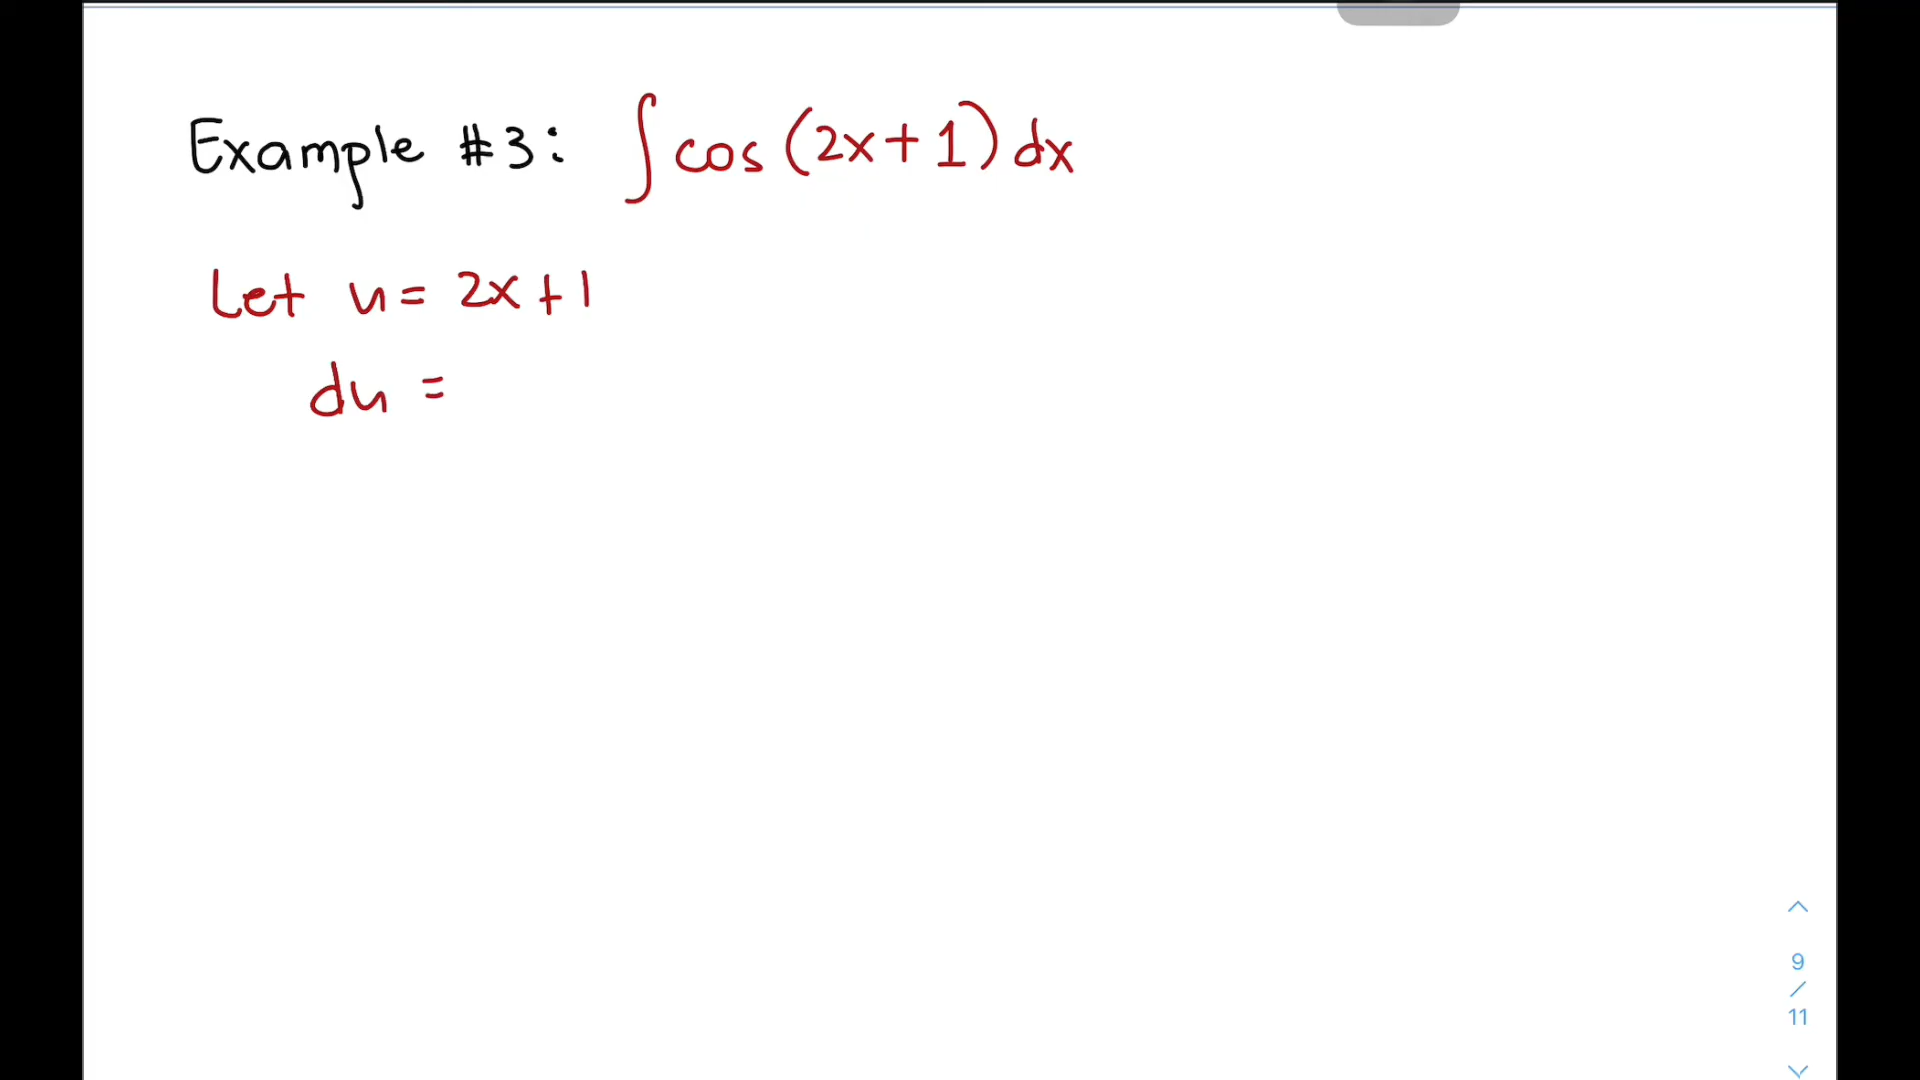 Example #3: ∫ cos (2x+1) dx
Let u = 2x + 1
du =
9
/
11